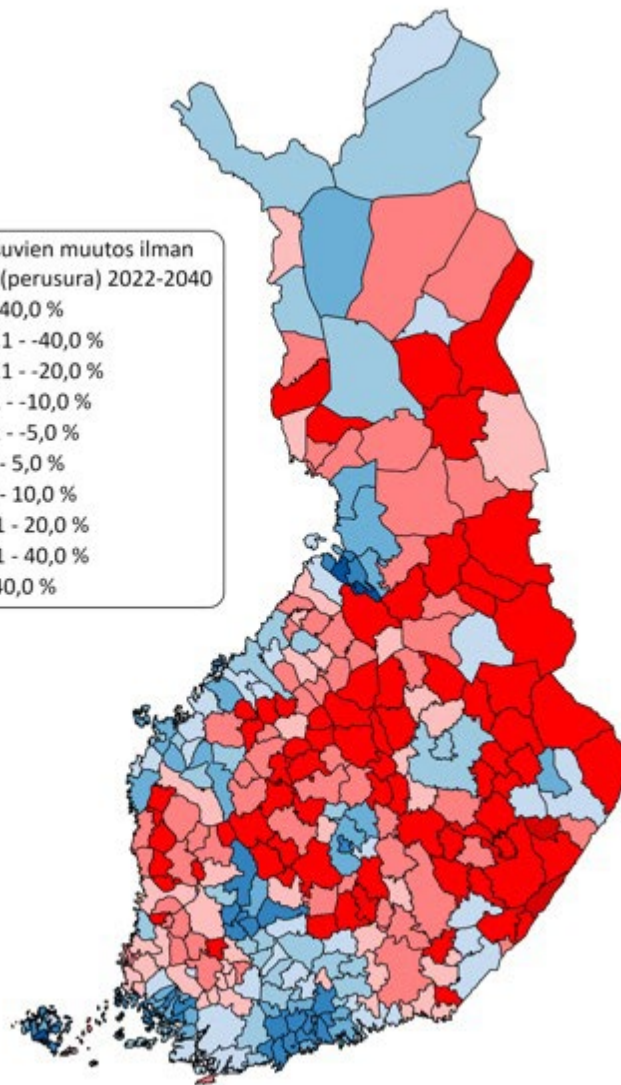 uvien muutos ilman
(perusura) 2022-2040
40,0 %
1 - -40,0 %
1 - -20,0 %
- -10,0 %
- -5,0 %
- 5,0 %
- 10,0 %
1 - 20,0 %
1 - 40,0 %
40,0 %